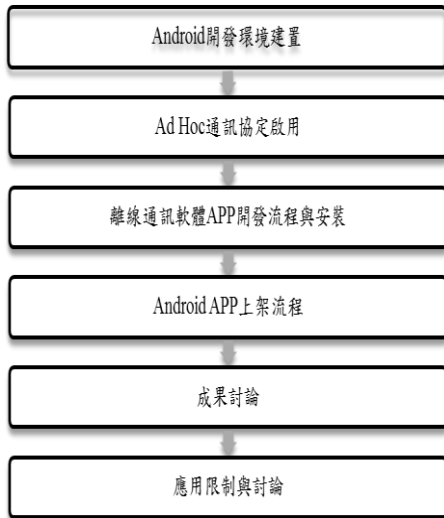 Android開發環境建置
Ad Hoc通訊協定啟用
離線通訊軟體APP開發流程與安裝
Android APP上架流程
成果討論
應用限制與討論